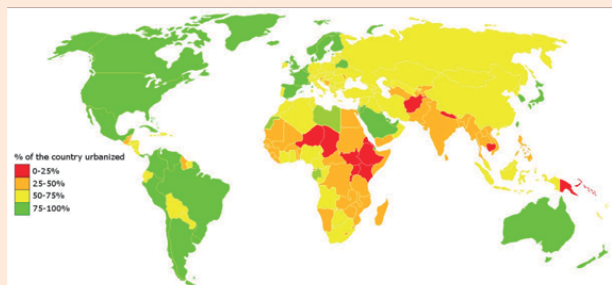 % of the country urbanized
0-25%
25-50%
50-75%
75-100%